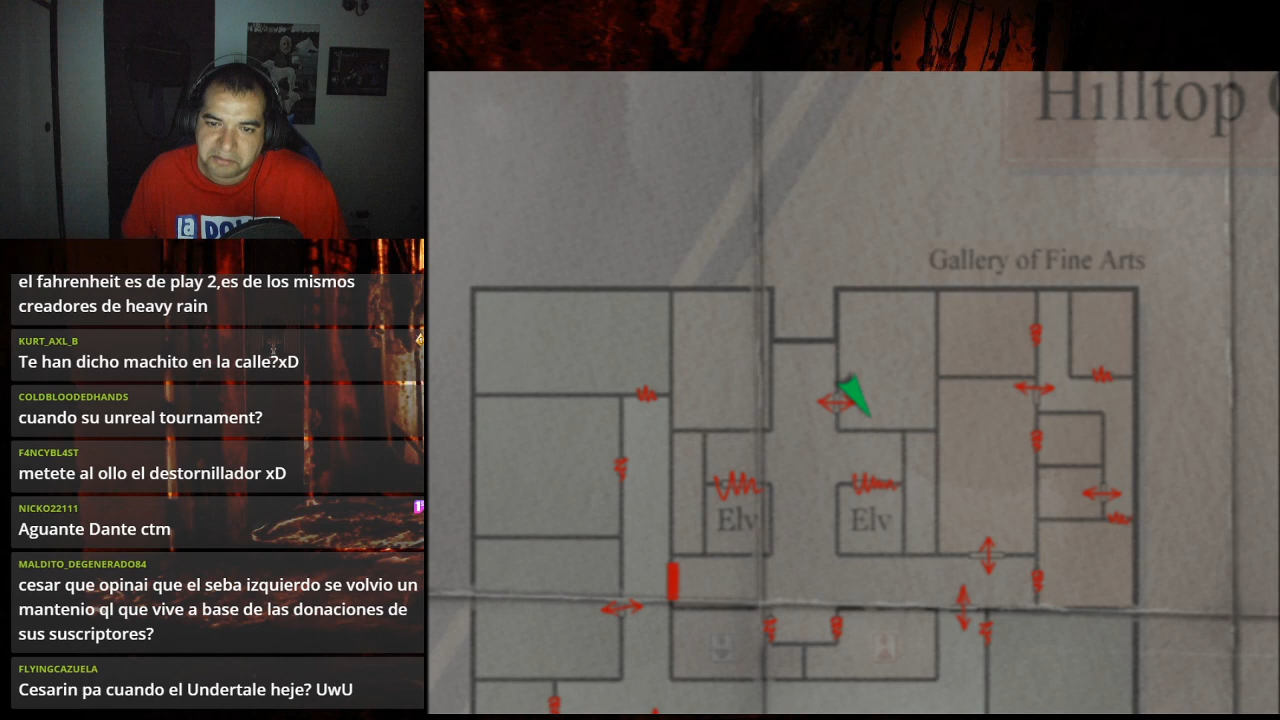 el fahrenheit es de play 2,es de los mismos
creadores de heavy rain
KURT_AXL_B
Te han dicho machito en la calle?xD
COLDBLOODEDHANDS
cuando su unreal tournament?
F4NCYBL4ST
metete al ollo el destornillador xD
NICKO22111
Aguante Dante ctm
MALDITO_DEGENERADO84
cesar que opinai que el seba izquierdo se volvio un
mantenio ql que vive a base de las donaciones de
sus suscriptores?
FLYINGCAZUELA
Cesarin pa cuando el Undertale heje? UwU
la
Hilltop
Gallery of Fine Arts
Elv
Elv